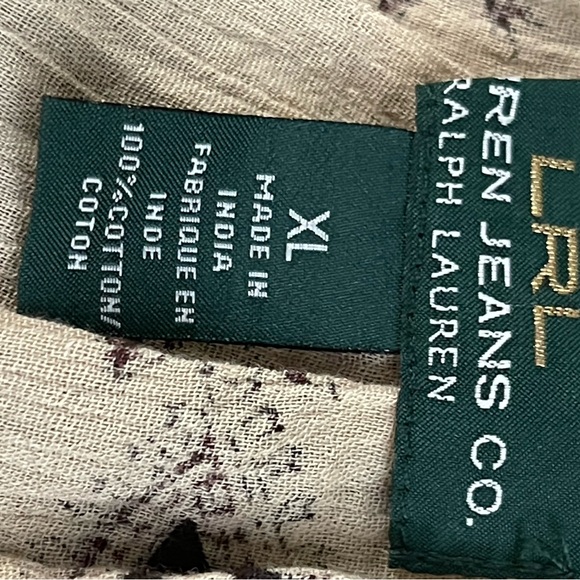 LRL
REN JEANS CO.
RALPH LAUREN
XL
MADE IN
INDIA
FABRIQUE EN
INDE
100%COTTON/
COTON